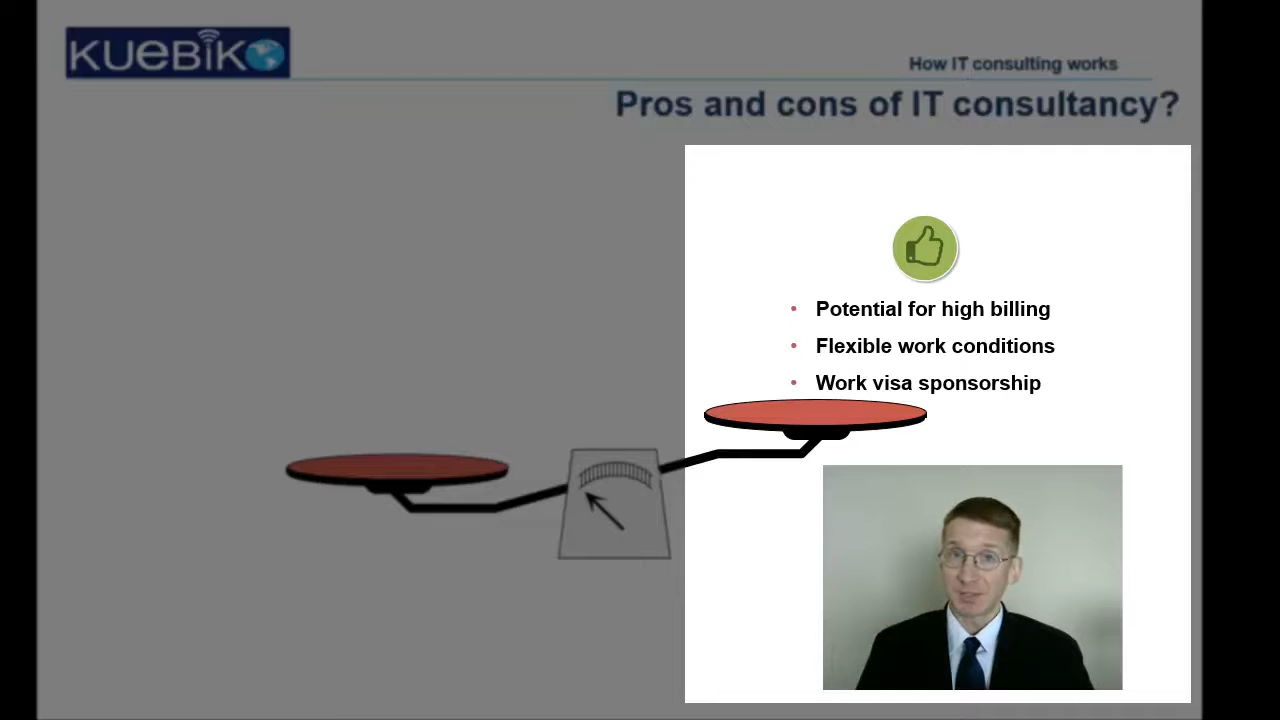 KUEBIKO
How IT consulting works
Pros and cons of IT consultancy?
• Potential for high billing
• Flexible work conditions
• Work visa sponsorship